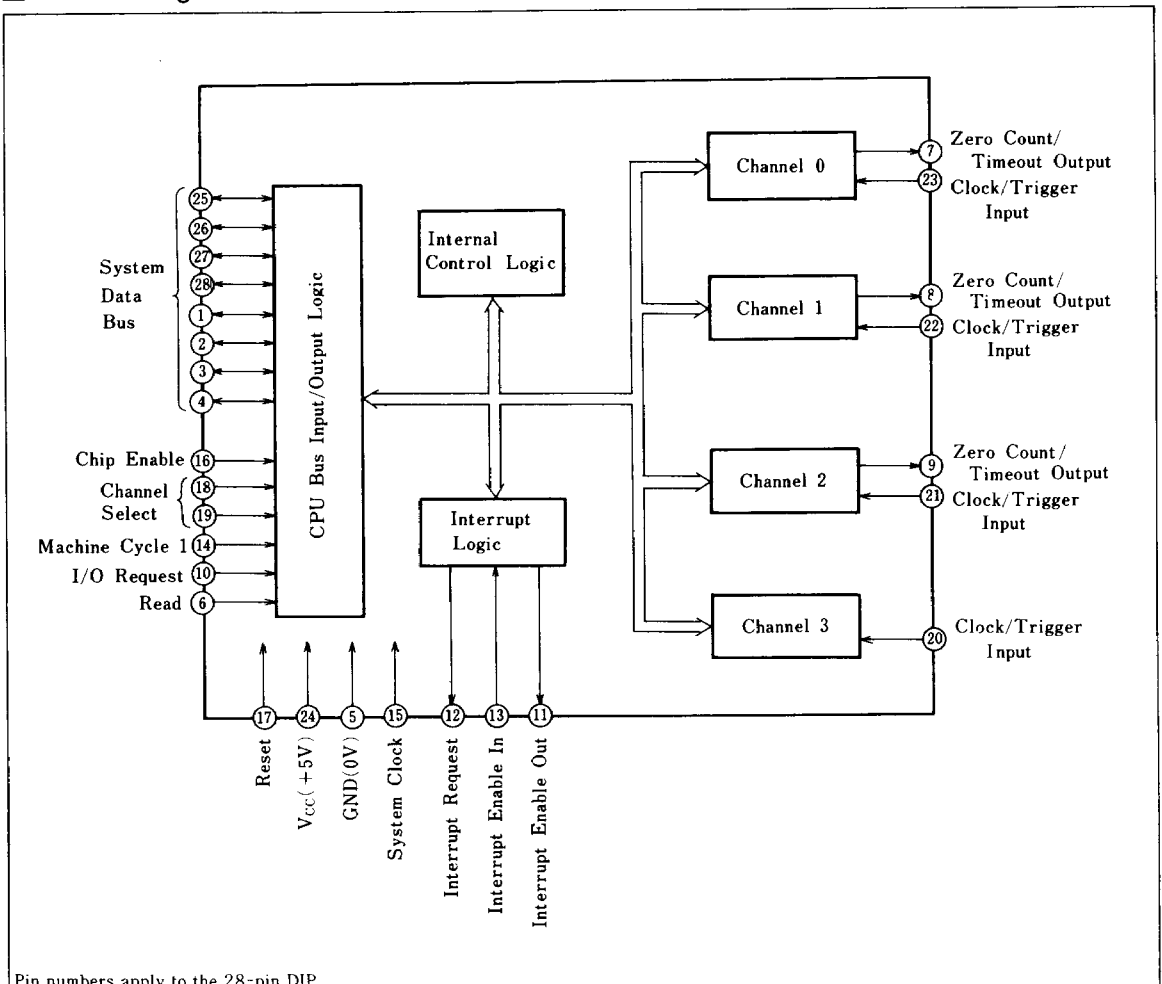 25
26
27
28
1
2
3
4
System
Data
Bus
Chip Enable 16
Channel
Select
18
19
Machine Cycle 1 14
I/O Request 10
Read 6
CPU Bus Input/Output Logic
Internal
Control Logic
Interrupt
Logic
Channel 0
Channel 1
Channel 2
Channel 3
7 Zero Count/
Timeout Output
23 Clock/Trigger
Input
8 Zero Count/
Timeout Output
22 Clock/Trigger
Input
9 Zero Count/
Timeout Output
21 Clock/Trigger
Input
20 Clock/Trigger
Input
17
24
5
15
12
13
11
Reset
VCC(+5V)
GND(0V)
System Clock
Interrupt Request
Interrupt Enable In
Interrupt Enable Out
Pin numbers apply to the 28-pin DIP